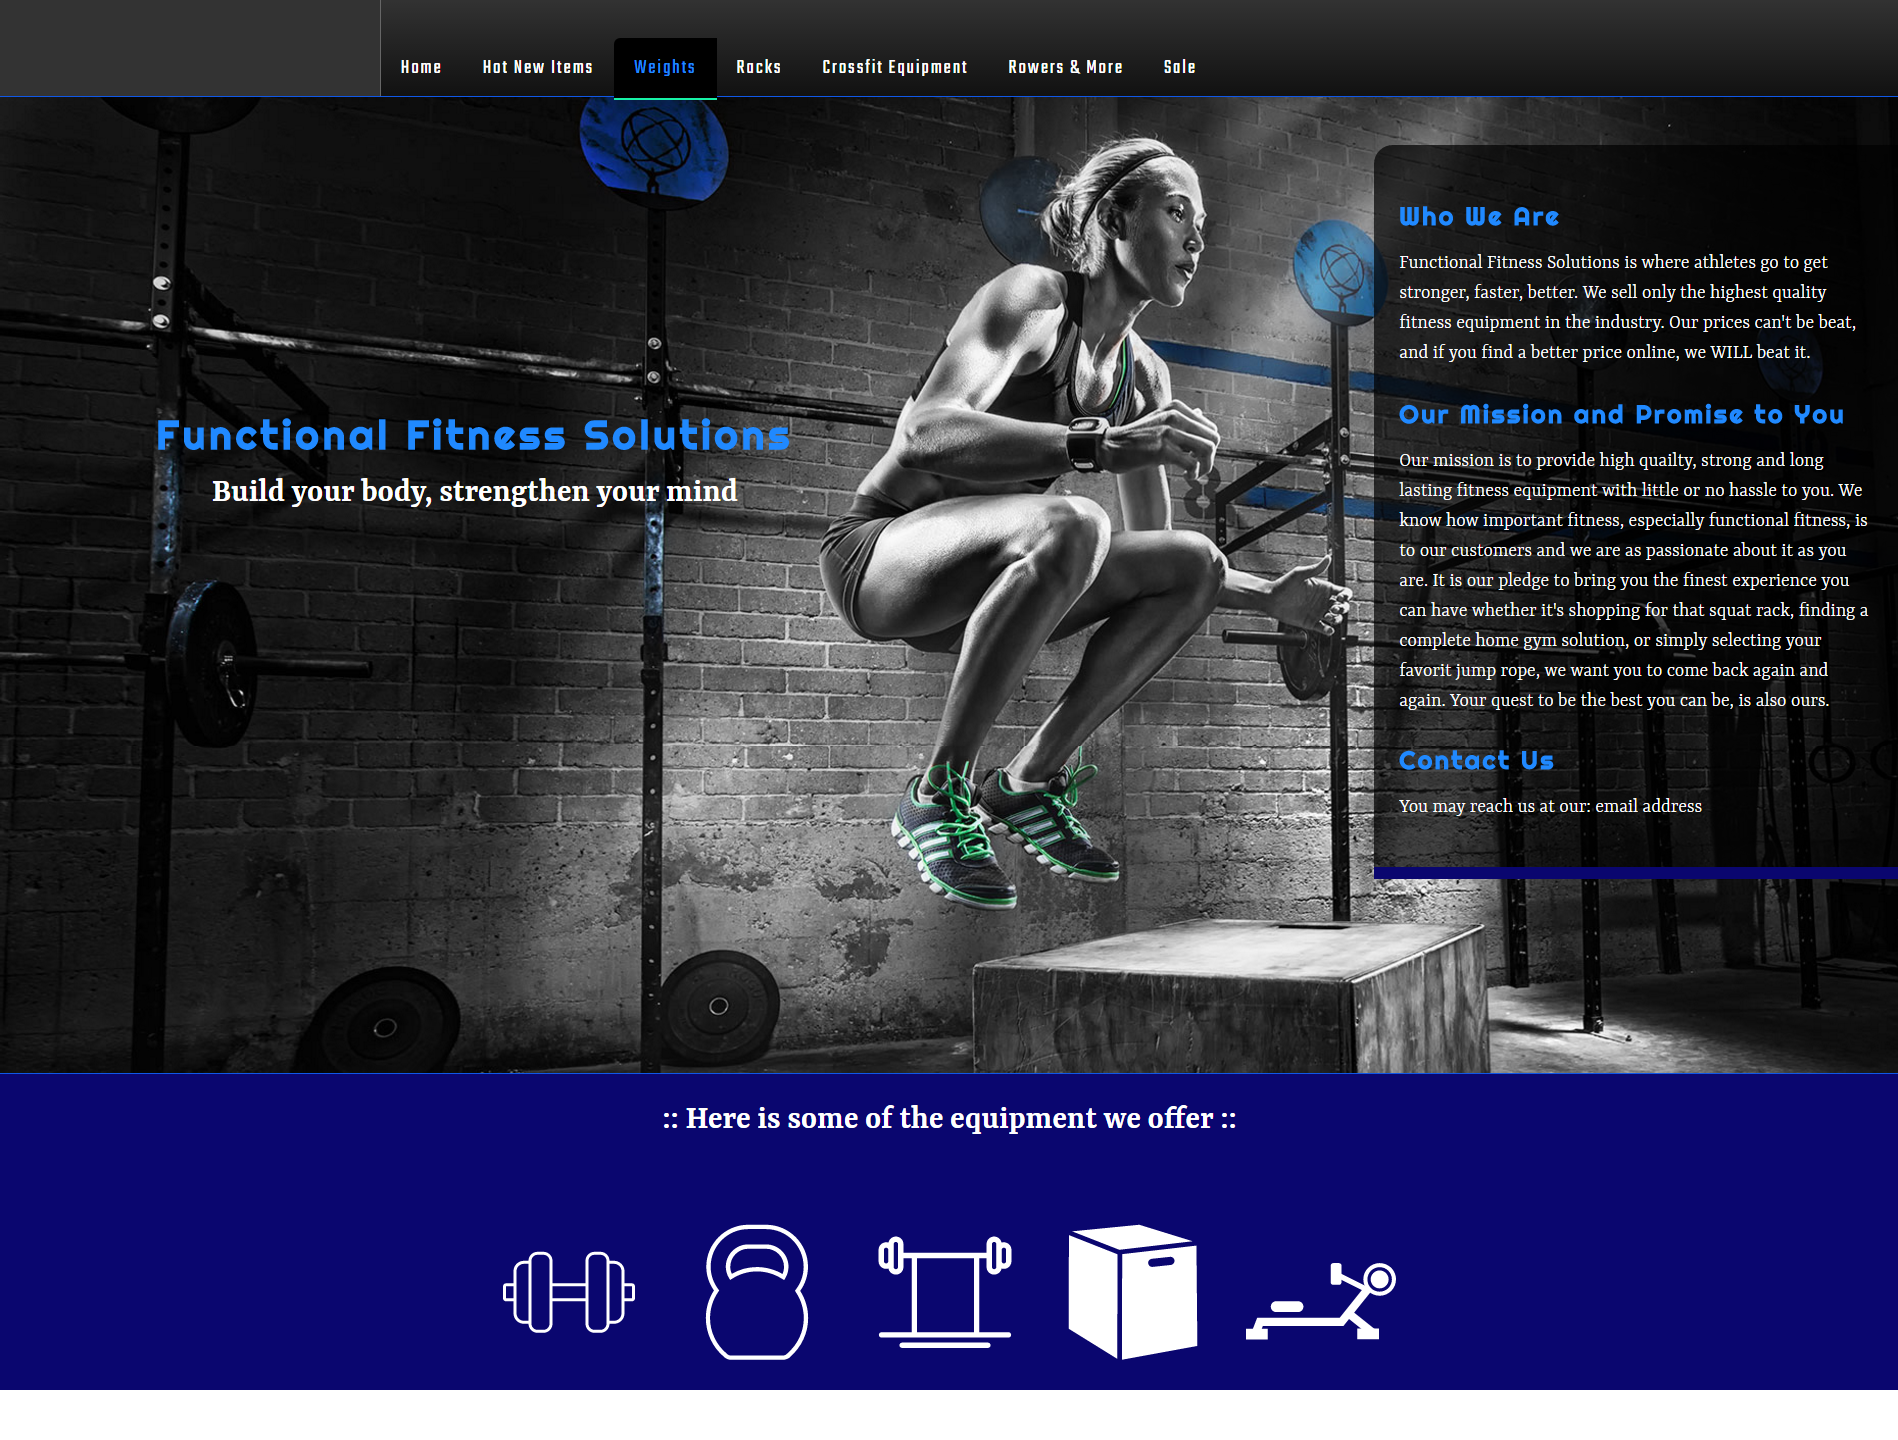 Home
Hot New Items
Weights
Racks
Crossfit Equipment
Rowers & More
Sale
Functional Fitness Solutions
Build your body, strengthen your mind
Who We Are
Functional Fitness Solutions is where athletes go to get
stronger, faster, better. We sell only the highest quality
fitness equipment in the industry. Our prices can't be beat,
and if you find a better price online, we WILL beat it.
Our Mission and Promise to You
Our mission is to provide high quailty, strong and long
lasting fitness equipment with little or no hassle to you. We
know how important fitness, especially functional fitness, is
to our customers and we are as passionate about it as you
are. It is our pledge to bring you the finest experience you
can have whether it's shopping for that squat rack, finding a
complete home gym solution, or simply selecting your
favorit jump rope, we want you to come back again and
again. Your quest to be the best you can be, is also ours.
Contact Us
You may reach us at our: email address
:: Here is some of the equipment we offer ::